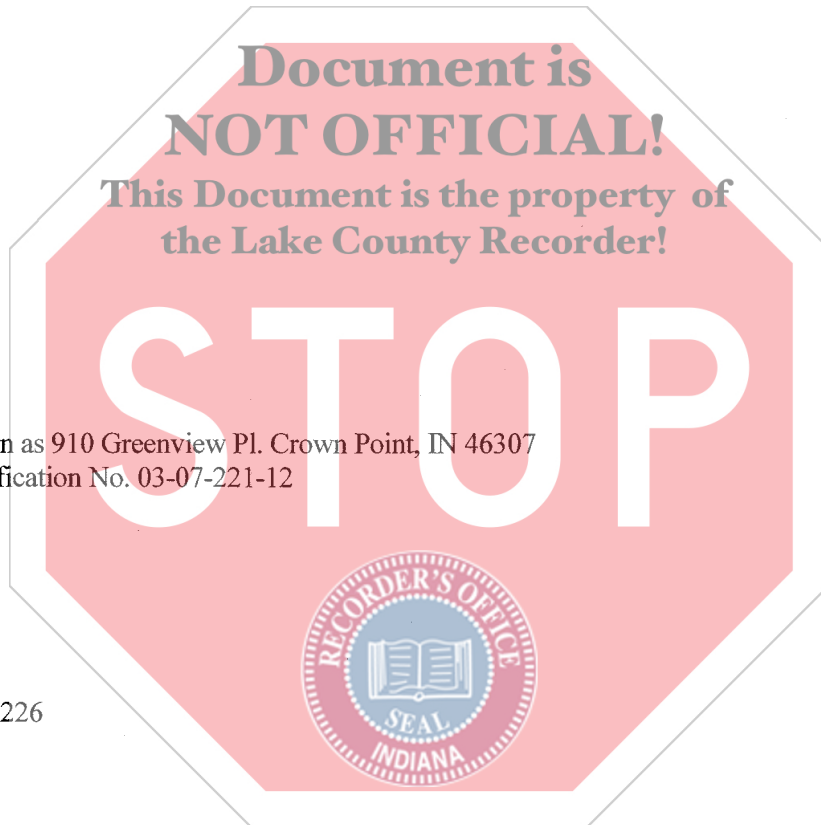 Document is
NOT OFFICIAL!
This Document is the property of
the Lake County Recorder!
STOP
n as 910 Greenview Pl. Crown Point, IN 46307
fication No. 03-07-221-12
RECORDER'S OFFICE
SEAL
INDIANA
226